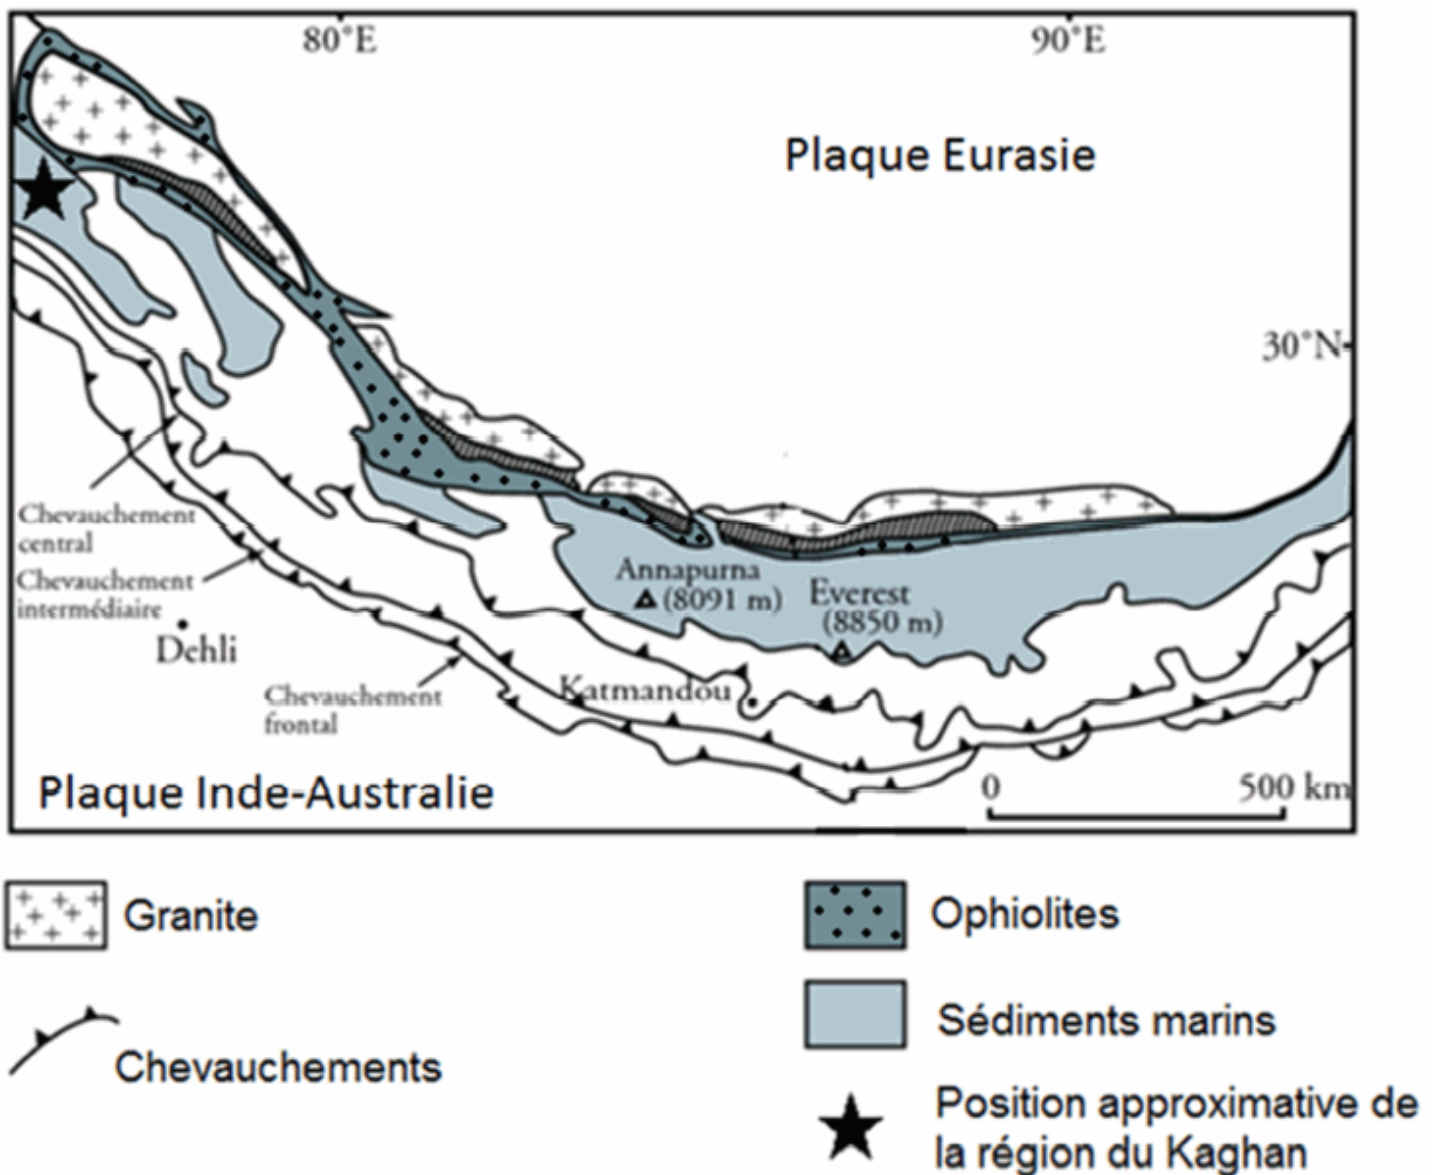 80°E
90°E
Plaque Eurasie
30°N
Chevauchement
central
Chevauchement
intermédiaire
Dehli
Annapurna
(8091 m)
Everest
(8850 m)
Chevauchement
frontal
Katmandou
Plaque Inde-Australie
0
500 km
Granite
Ophiolites
Sédiments marins
Chevauchements
Position approximative de
la région du Kaghan